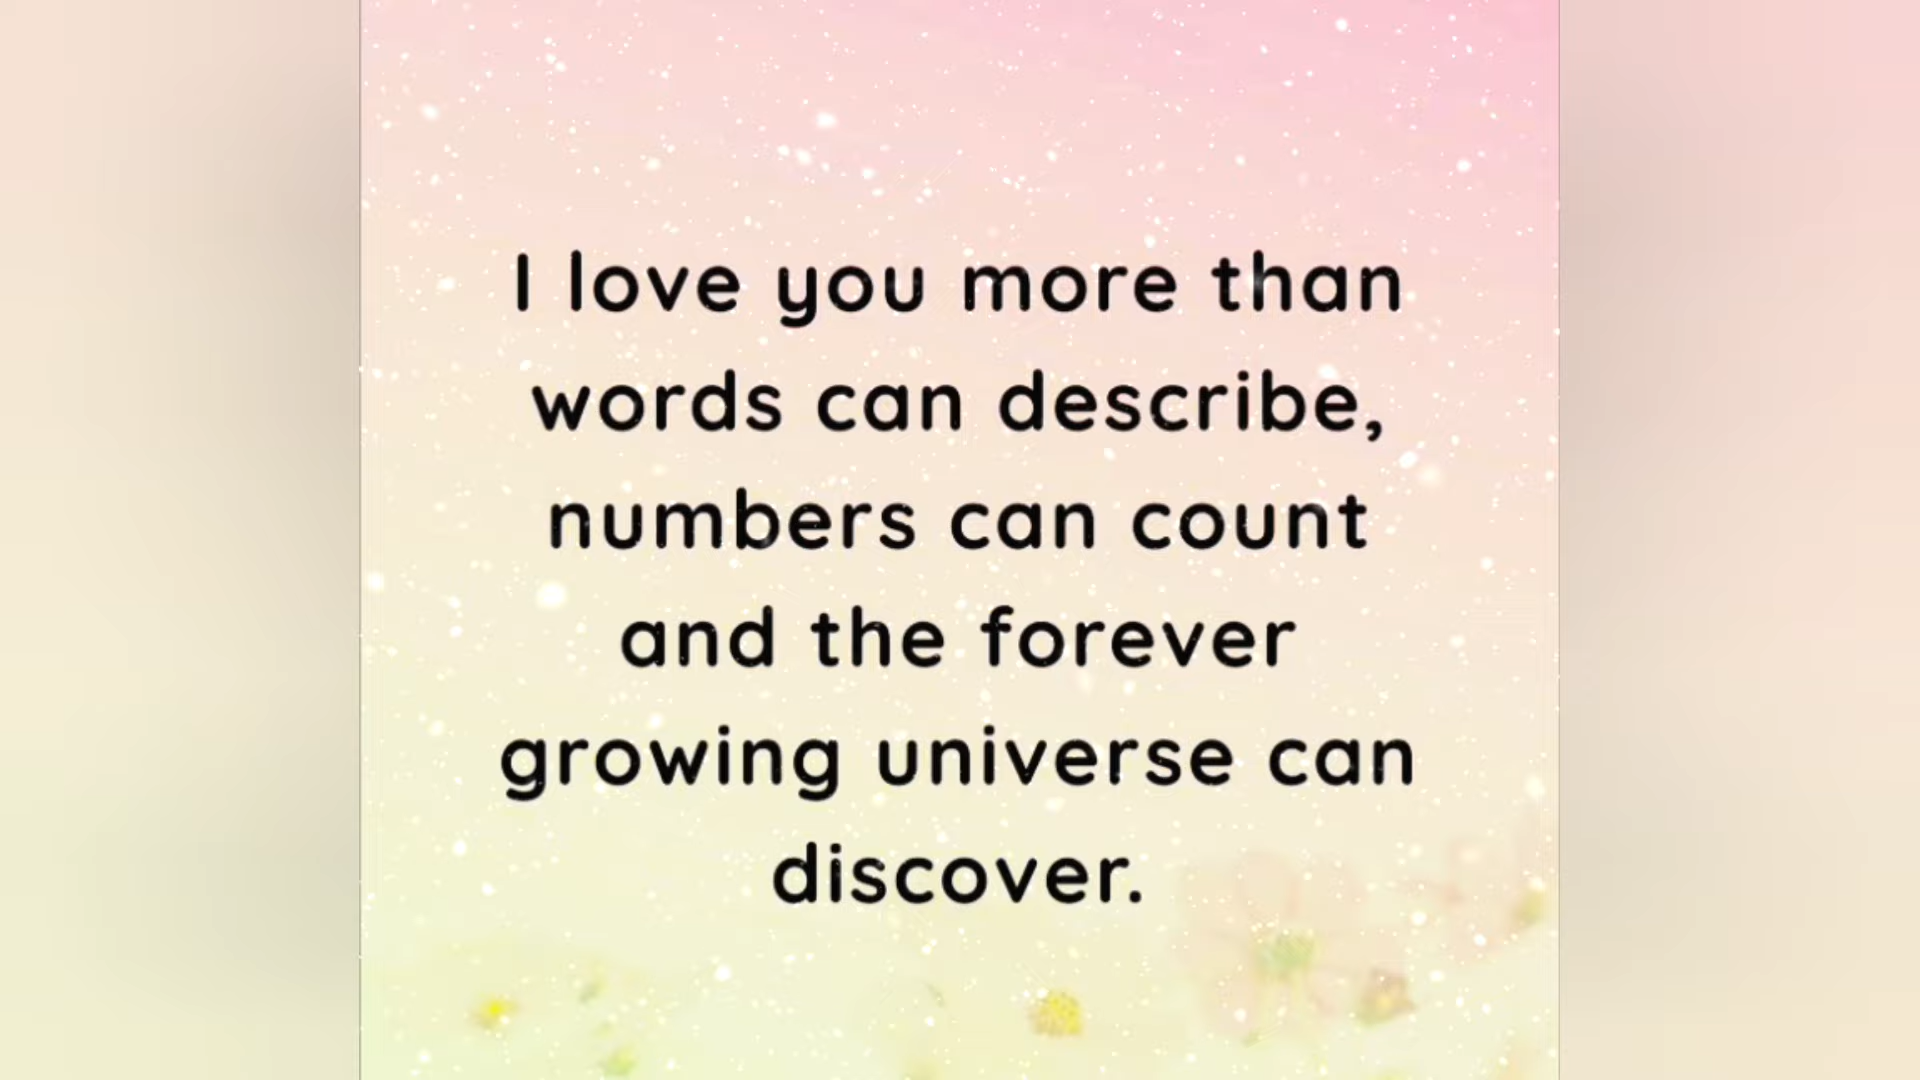 I love you more than
words can describe,
numbers can count
and the forever
growing universe can
discover.